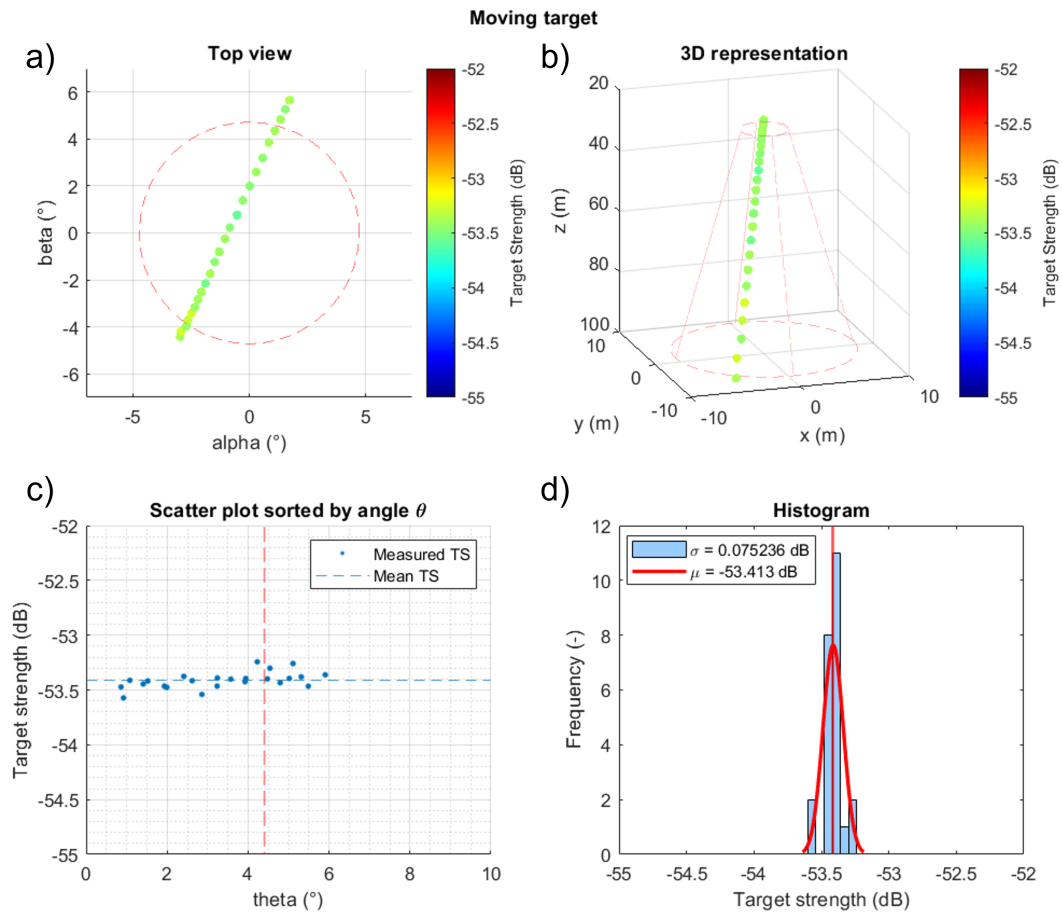 Moving target
a)
Top view
6
4
2
0
-2
-4
-6
beta (°)
-5
0
5
alpha (°)
-52
-52.5
-53
-53.5
-54
-54.5
-55
Target Strength (dB)
b)
3D representation
20
40
60
80
100
z (m)
10
0
-10
y (m)
-10
0
10
x (m)
-52
-52.5
-53
-53.5
-54
-54.5
-55
Target Strength (dB)
c)
Scatter plot sorted by angle θ
-52
-52.5
-53
-53.5
-54
-54.5
-55
Target strength (dB)
Measured TS
Mean TS
0
2
4
6
8
10
theta (°)
d)
Histogram
12
10
8
6
4
2
0
Frequency (-)
σ = 0.075236 dB
μ = -53.413 dB
-55
-54.5
-54
-53.5
-53
-52.5
-52
Target strength (dB)